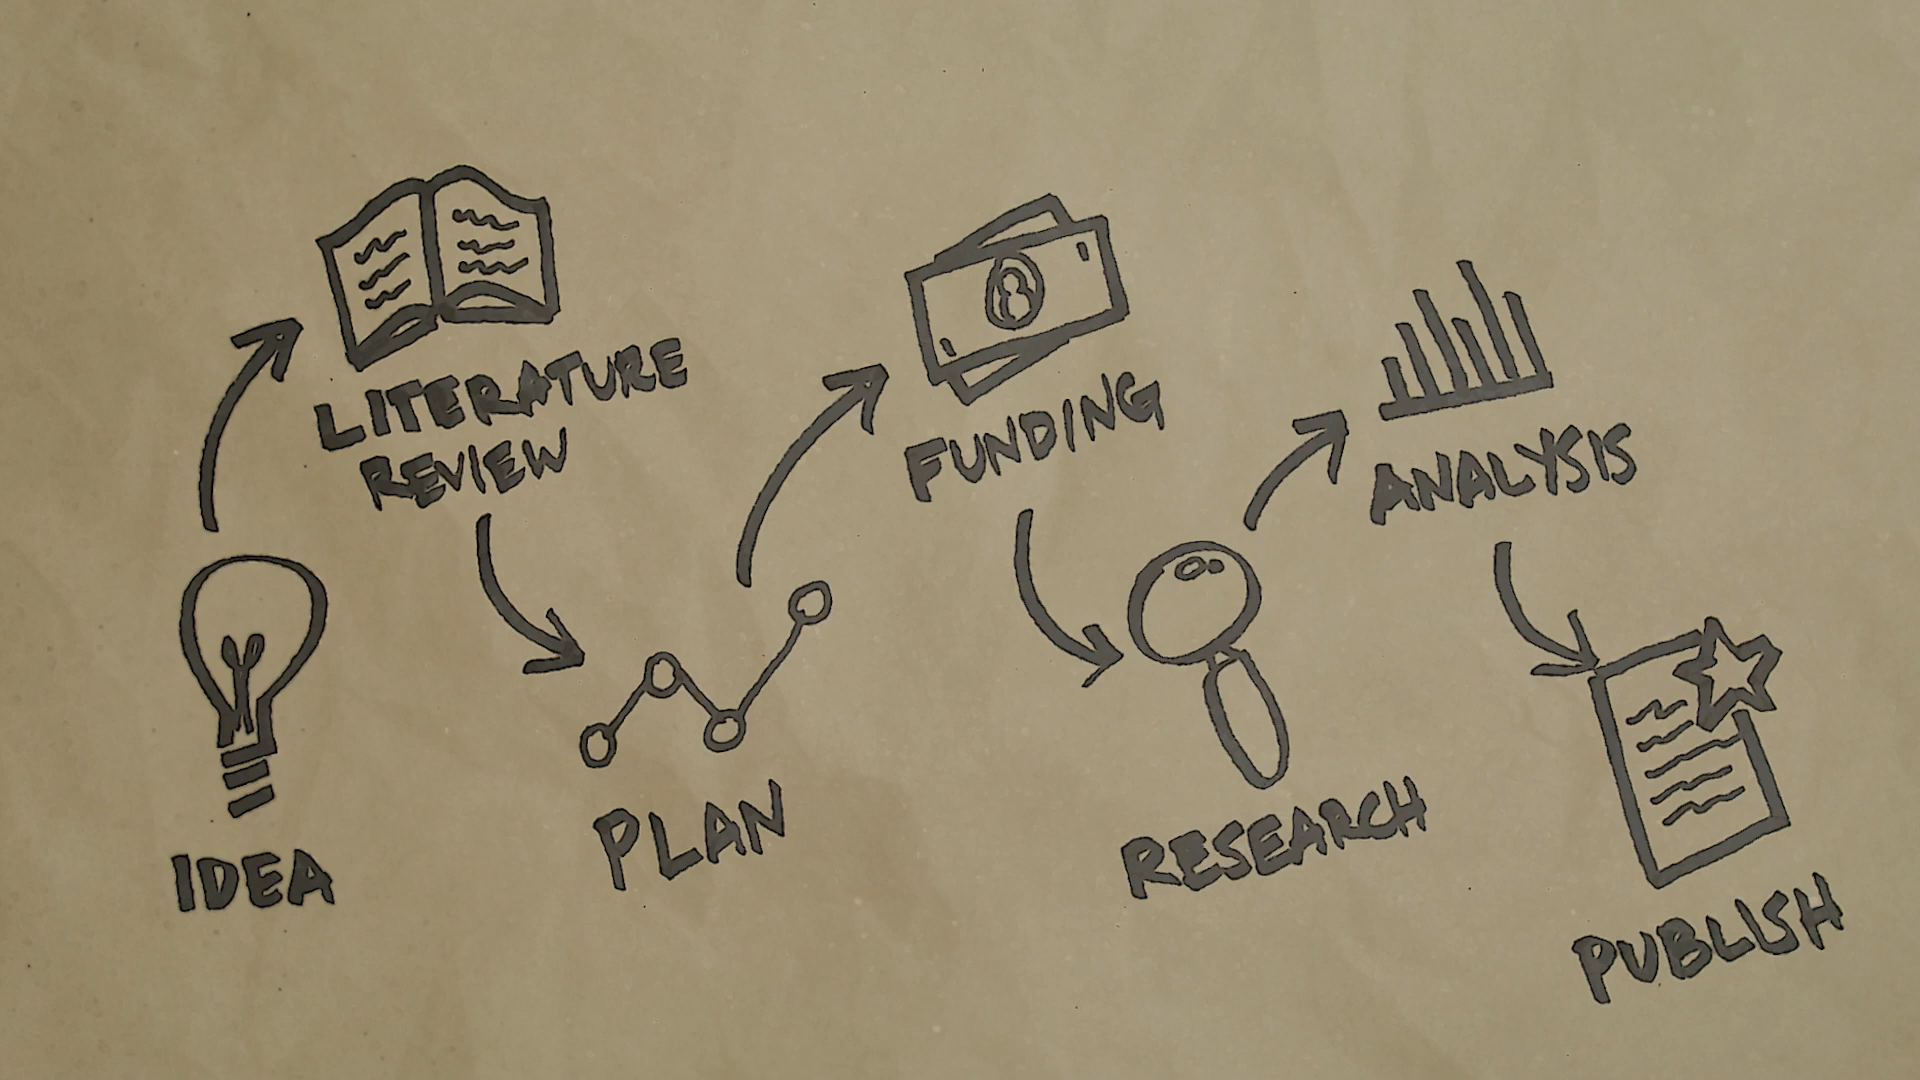 IDEA
LITERATURE
REVIEW
PLAN
FUNDING
RESEARCH
ANALYSIS
PUBLISH